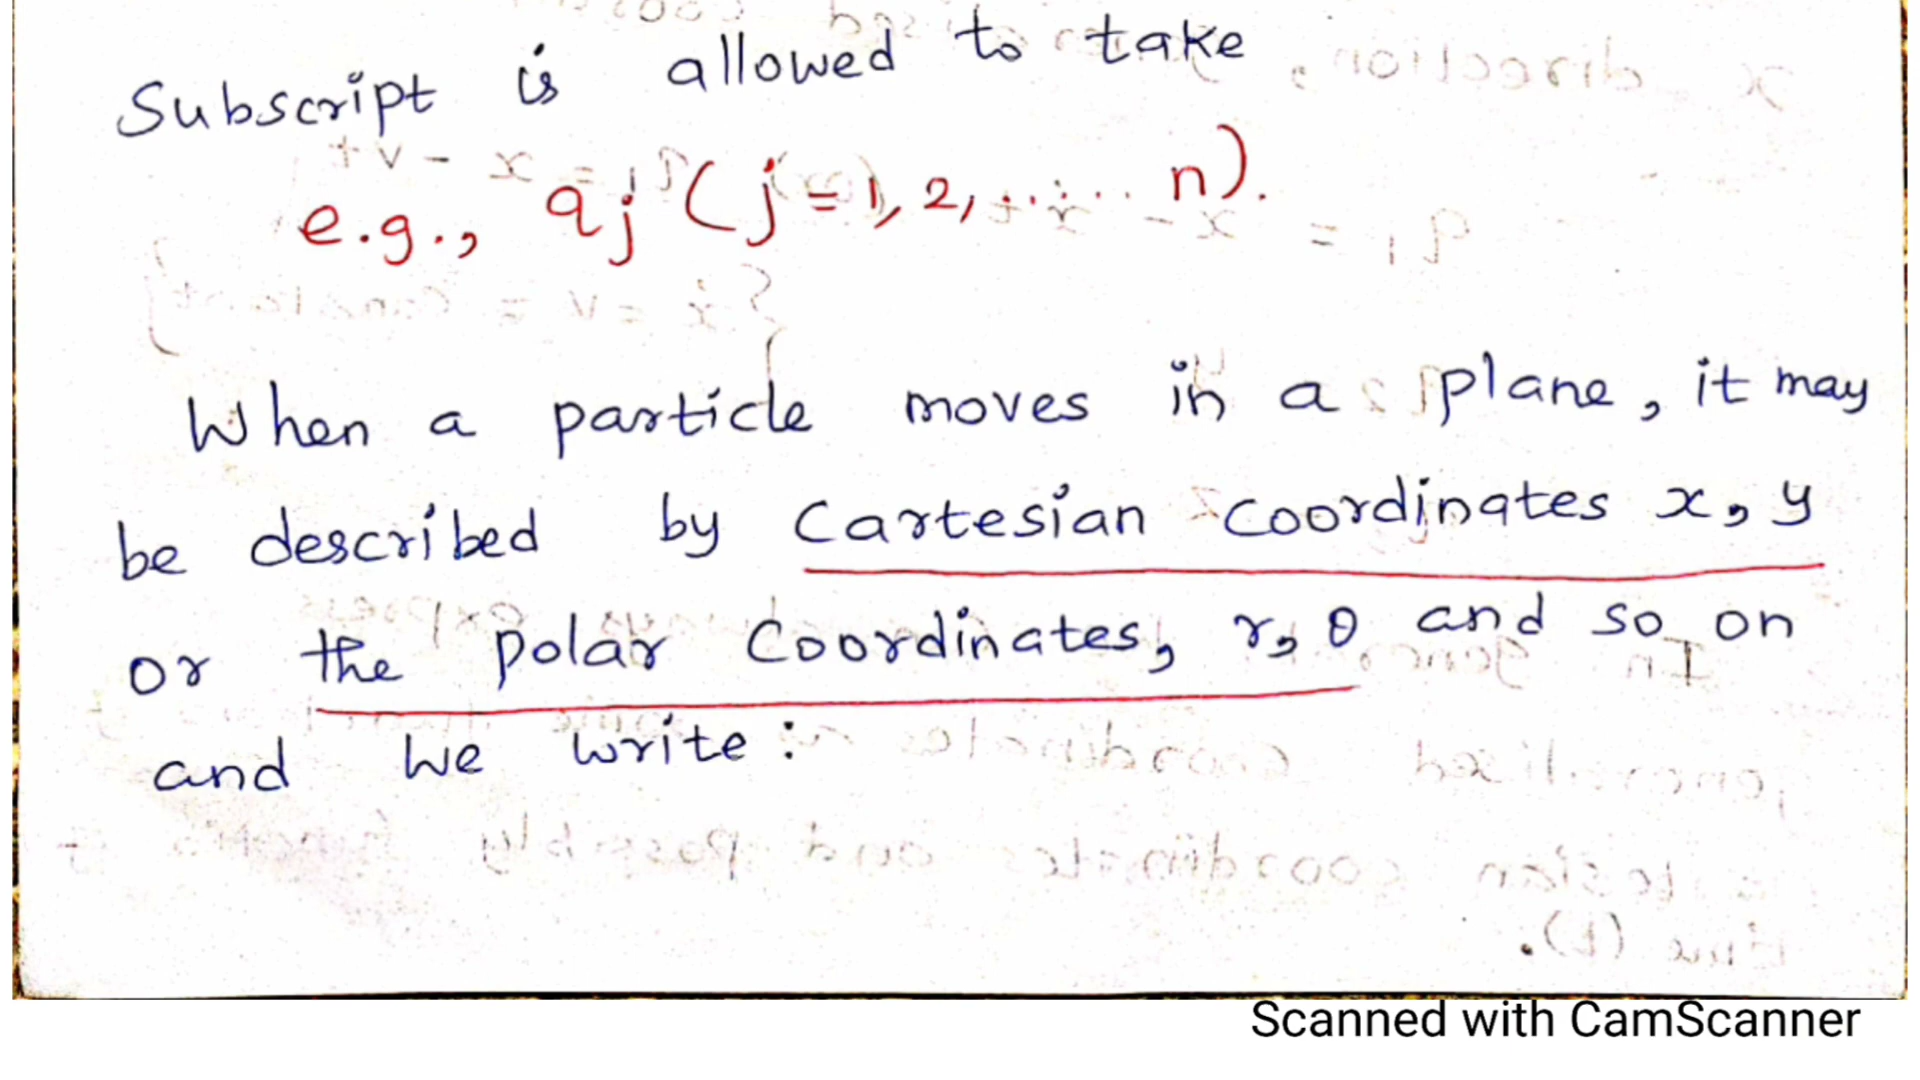 Subscript is allowed to take
e.g., qj (j = 1, 2, ...... n).
When a particle moves in a plane, it may
be described by Cartesian Coordinates x, y
or the polar Coordinates, r, θ and so on
and we write :
Scanned with CamScanner